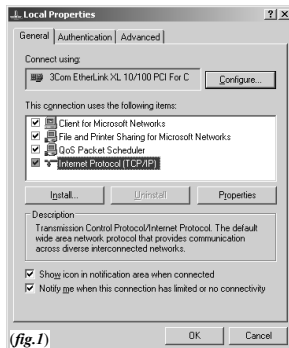 Local Properties
General
Authentication
Advanced
Connect using:
3Com EtherLink XL 10/100 PCI For C
Configure...
This connection uses the following items:
Client for Microsoft Networks
File and Printer Sharing for Microsoft Networks
QoS Packet Scheduler
Internet Protocol (TCP/IP)
Install...
Uninstall
Properties
Description
Transmission Control Protocol/Internet Protocol. The default
wide area network protocol that provides communication
across diverse interconnected networks.
Show icon in notification area when connected
Notify me when this connection has limited or no connectivity
OK
Cancel
(fig.1)